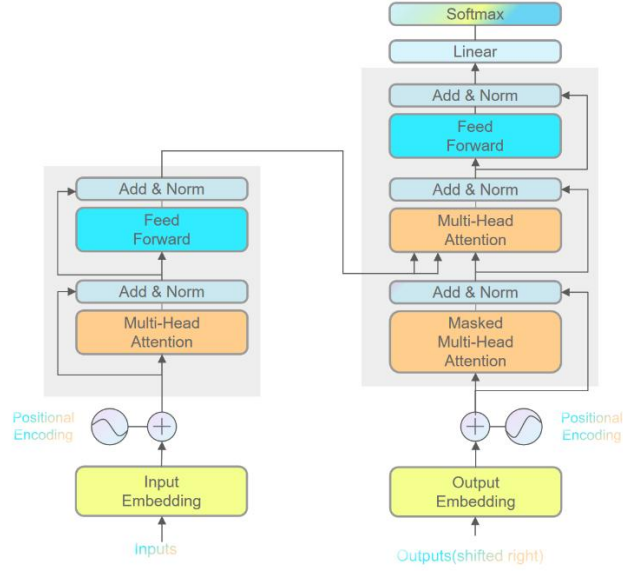 Softmax
Linear
Add & Norm
Feed
Forward
Add & Norm
Multi-Head
Attention
Add & Norm
Masked
Multi-Head
Attention
Positional
Encoding
Output
Embedding
Outputs(shifted right)
Add & Norm
Feed
Forward
Add & Norm
Multi-Head
Attention
Positional
Encoding
Input
Embedding
Inputs